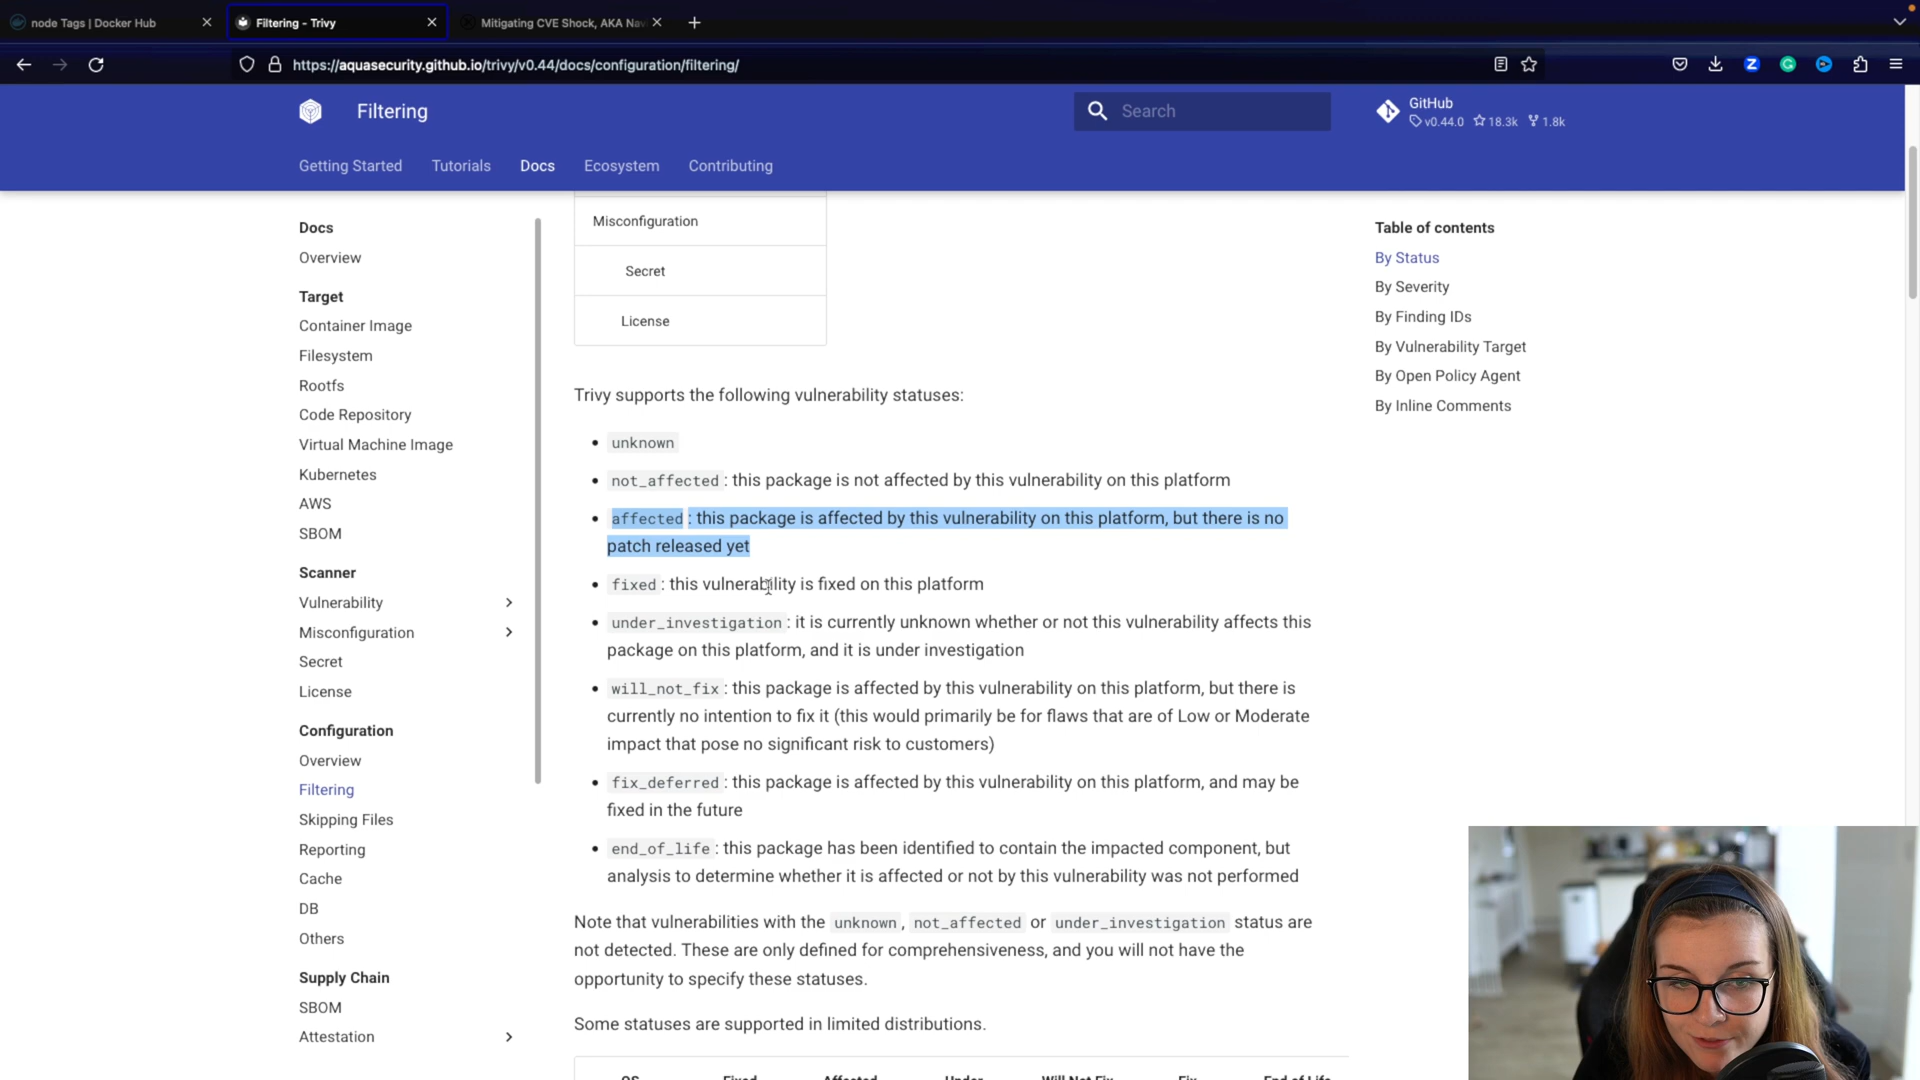 node Tags | Docker Hub
Filtering - Trivy
Mitigating CVE Shock, AKA Nav
https://aquasecurity.github.io/trivy/v0.44/docs/configuration/filtering/
Filtering
Search
GitHub
v0.44.0 18.3k 1.8k
Getting Started Tutorials Docs Ecosystem Contributing
Docs
Overview
Target
Container Image
Filesystem
Rootfs
Code Repository
Virtual Machine Image
Kubernetes
AWS
SBOM
Scanner
Vulnerability
Misconfiguration
Secret
License
Configuration
Overview
Filtering
Skipping Files
Reporting
Cache
DB
Others
Supply Chain
SBOM
Attestation
Misconfiguration
Secret
License
Trivy supports the following vulnerability statuses:
• unknown
• not_affected : this package is not affected by this vulnerability on this platform
• affected : this package is affected by this vulnerability on this platform, but there is no
patch released yet
• fixed : this vulnerability is fixed on this platform
• under_investigation : it is currently unknown whether or not this vulnerability affects this
package on this platform, and it is under investigation
• will_not_fix : this package is affected by this vulnerability on this platform, but there is
currently no intention to fix it (this would primarily be for flaws that are of Low or Moderate
impact that pose no significant risk to customers)
• fix_deferred : this package is affected by this vulnerability on this platform, and may be
fixed in the future
• end_of_life : this package has been identified to contain the impacted component, but
analysis to determine whether it is affected or not by this vulnerability was not performed
Note that vulnerabilities with the unknown , not_affected or under_investigation status are
not detected. These are only defined for comprehensiveness, and you will not have the
opportunity to specify these statuses.
Some statuses are supported in limited distributions.
OS Fixed Affected Under Will Not Fix Fix End of Life
Table of contents
By Status
By Severity
By Finding IDs
By Vulnerability Target
By Open Policy Agent
By Inline Comments